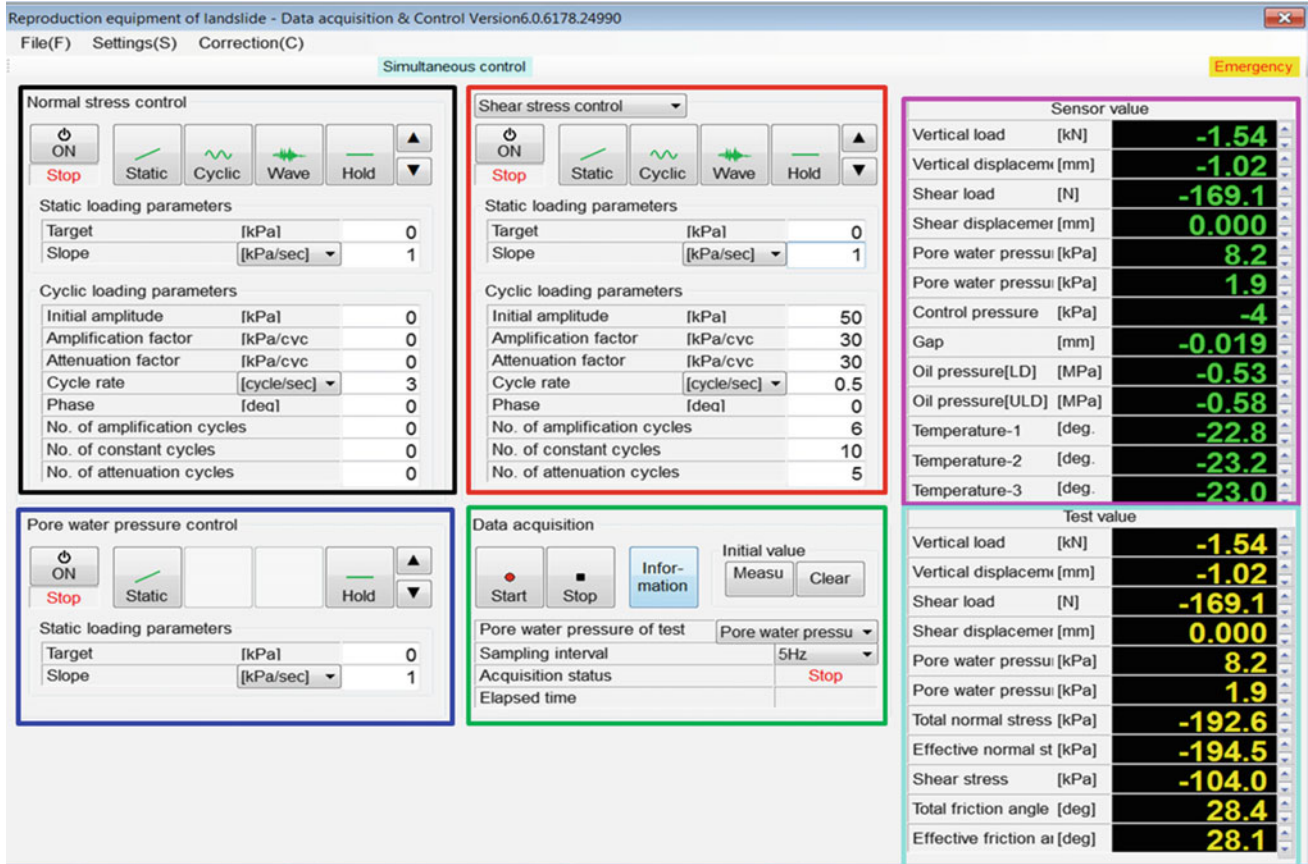 Reproduction equipment of landslide - Data acquisition & Control Version6.0.6178.24990
File(F) Settings(S) Correction(C)
Simultaneous control
Emergency
Normal stress control
ON
Stop
Static
Cyclic
Wave
Hold
Static loading parameters
Target [kPa] 0
Slope [kPa/sec] 1
Cyclic loading parameters
Initial amplitude [kPa] 0
Amplification factor [kPa/cyc 0
Attenuation factor [kPa/cyc 0
Cycle rate [cycle/sec] 3
Phase [deg] 0
No. of amplification cycles 0
No. of constant cycles 0
No. of attenuation cycles 0
Shear stress control
ON
Stop
Static
Cyclic
Wave
Hold
Static loading parameters
Target [kPa] 0
Slope [kPa/sec] 1
Cyclic loading parameters
Initial amplitude [kPa] 50
Amplification factor [kPa/cyc 30
Attenuation factor [kPa/cyc 30
Cycle rate [cycle/sec] 0.5
Phase [deg] 0
No. of amplification cycles 6
No. of constant cycles 10
No. of attenuation cycles 5
Pore water pressure control
ON
Stop
Static
Hold
Static loading parameters
Target [kPa] 0
Slope [kPa/sec] 1
Data acquisition
Start
Stop
Infor-
mation
Initial value
Measu
Clear
Pore water pressure of test Pore water pressu
Sampling interval 5Hz
Acquisition status Stop
Elapsed time
Sensor value
Vertical load [kN] -1.54
Vertical displaceme [mm] -1.02
Shear load [N] -169.1
Shear displacemer [mm] 0.000
Pore water pressu [kPa] 8.2
Pore water pressu [kPa] 1.9
Control pressure [kPa] -4
Gap [mm] -0.019
Oil pressure[LD] [MPa] -0.53
Oil pressure[ULD] [MPa] -0.58
Temperature-1 [deg. -22.8
Temperature-2 [deg. -23.2
Temperature-3 [deg. -23.0
Test value
Vertical load [kN] -1.54
Vertical displaceme [mm] -1.02
Shear load [N] -169.1
Shear displacemer [mm] 0.000
Pore water pressu [kPa] 8.2
Pore water pressu [kPa] 1.9
Total normal stress [kPa] -192.6
Effective normal st [kPa] -194.5
Shear stress [kPa] -104.0
Total friction angle [deg] 28.4
Effective friction a [deg] 28.1